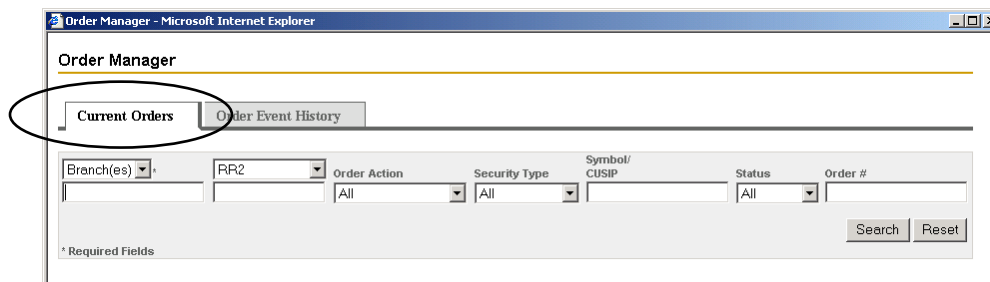 Order Manager - Microsoft Internet Explorer
Order Manager
Current Orders Order Event History
Branch(es) * RR2 Order Action Security Type Symbol/ CUSIP Status Order #
All All All
Search Reset
* Required Fields